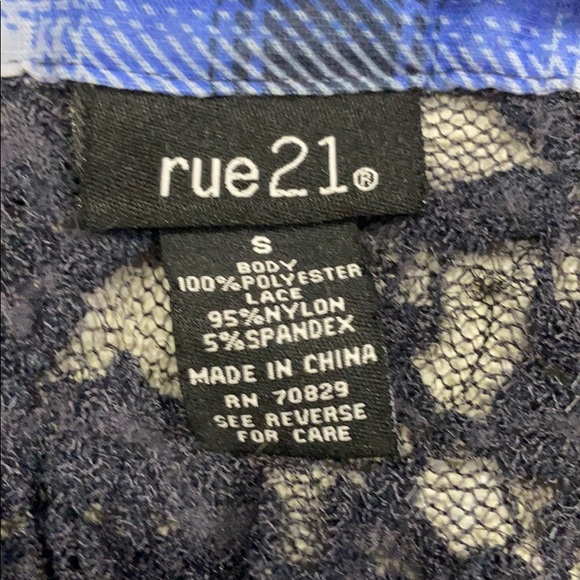 rue21®
S
BODY
100%POLYESTER
LACE
95%NYLON
5%SPANDEX
MADE IN CHINA
RN 70829
SEE REVERSE
FOR CARE